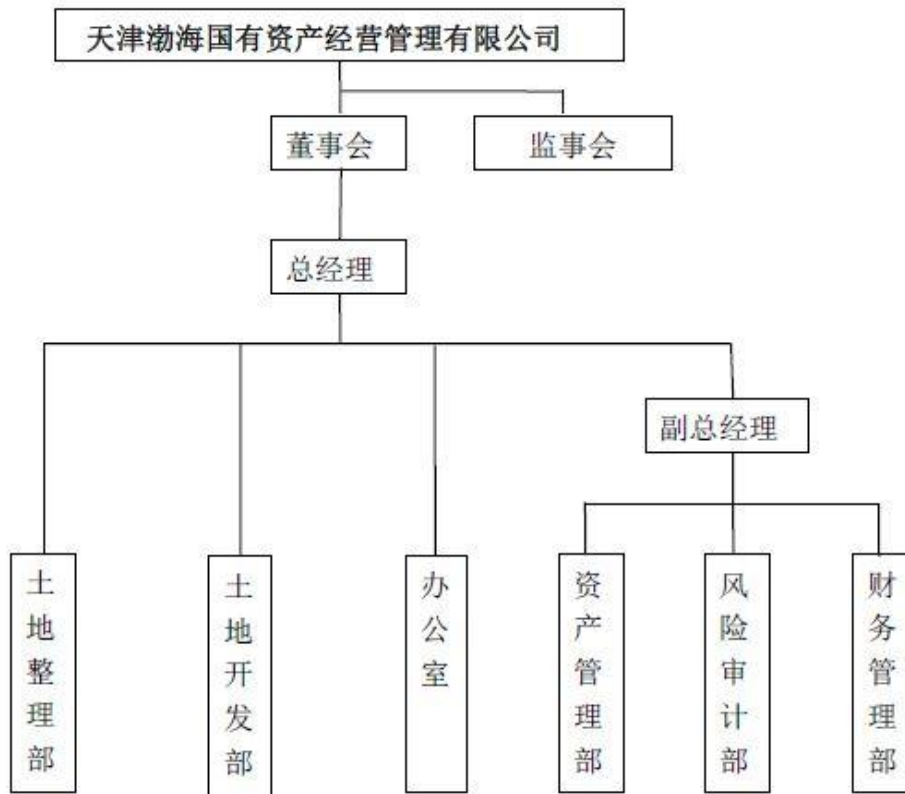 天津渤海国有资产经营管理有限公司
董事会
监事会
总经理
副总经理
土地整理部
土地开发部
办公室
资产管理部
风险审计部
财务管理部